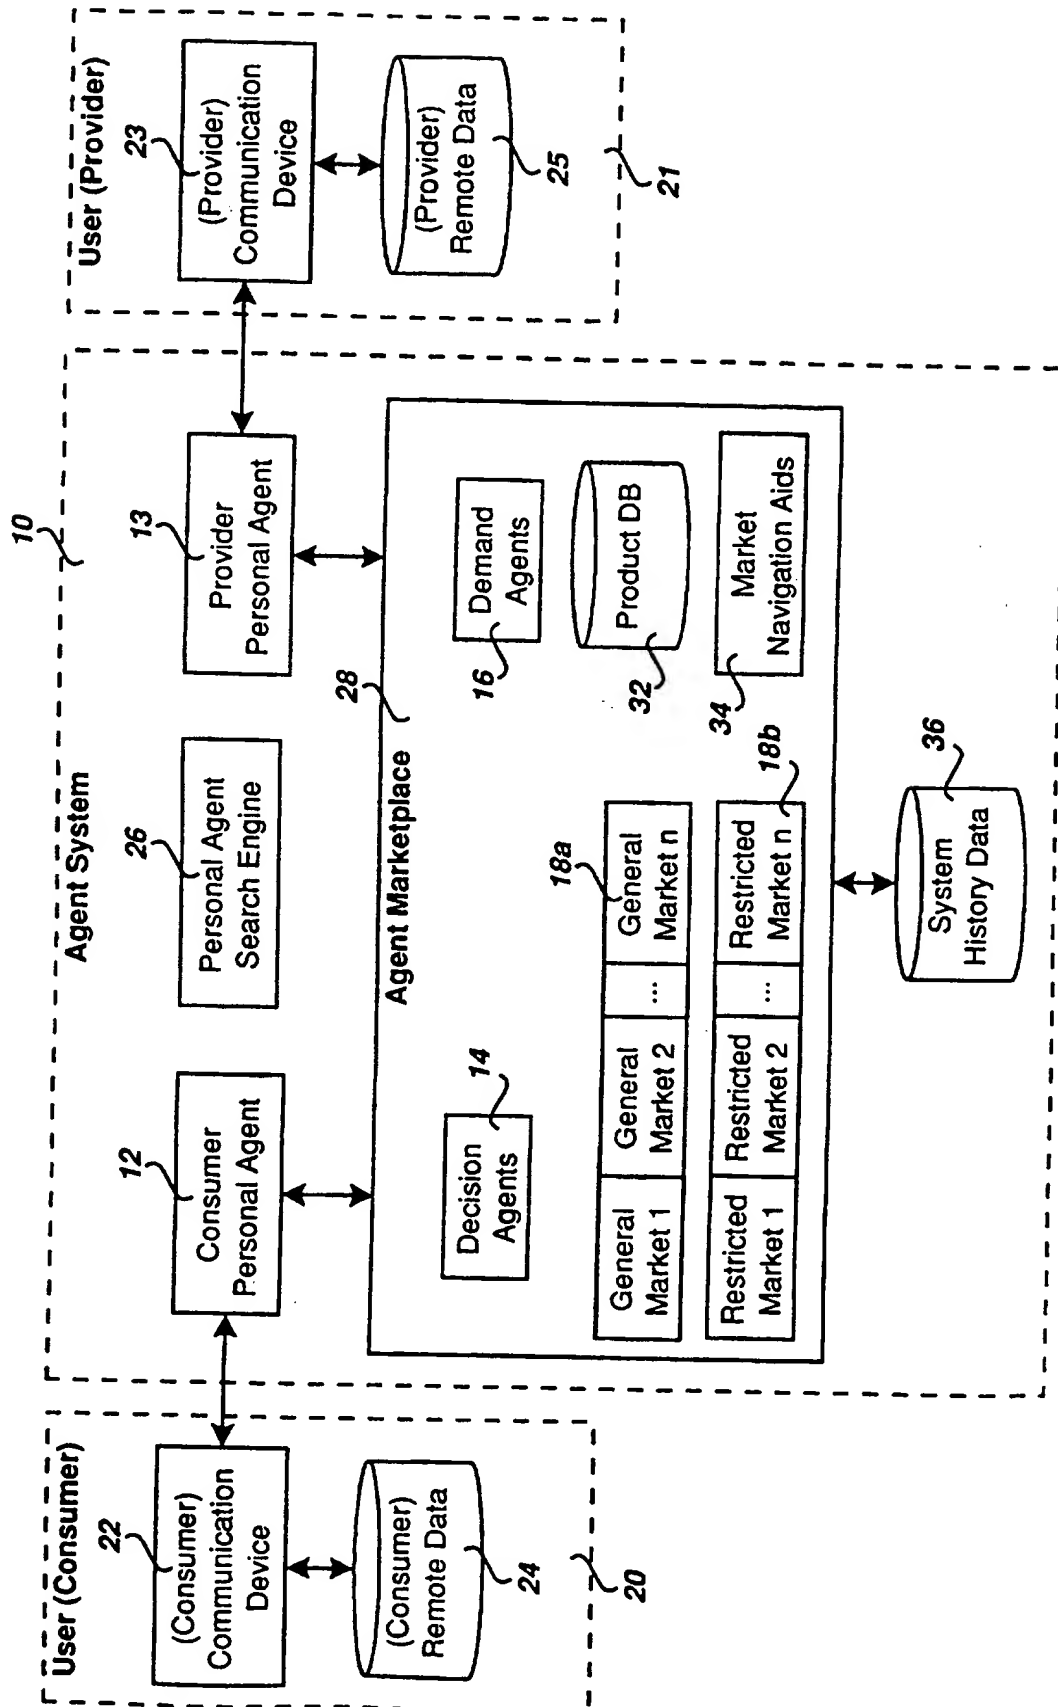 10
User (Consumer)
22
(Consumer)
Communication
Device
(Consumer)
Remote Data
24
20
Agent System
12
Consumer
Personal Agent
26
Personal Agent
Search Engine
13
Provider
Personal Agent
28
Agent Marketplace
14
Decision
Agents
16
Demand
Agents
18a
General
Market 1
General
Market 2
...
General
Market n
Restricted
Market 1
Restricted
Market 2
...
Restricted
Market n
18b
32
Product DB
34
Market
Navigation Aids
36
System
History Data
User (Provider)
23
(Provider)
Communication
Device
(Provider)
Remote Data
25
21